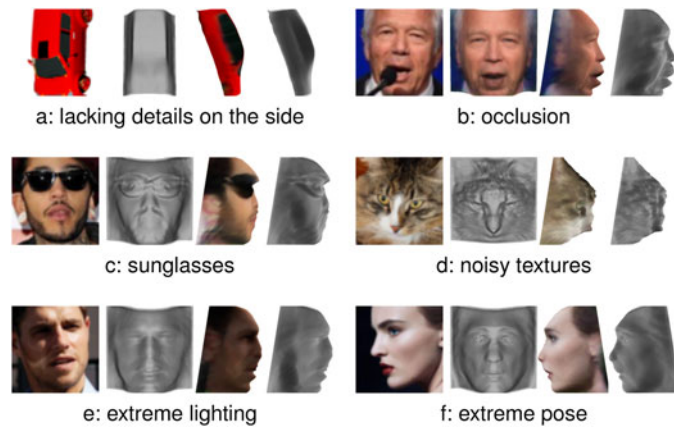 a: lacking details on the side
b: occlusion
c: sunglasses
d: noisy textures
e: extreme lighting
f: extreme pose